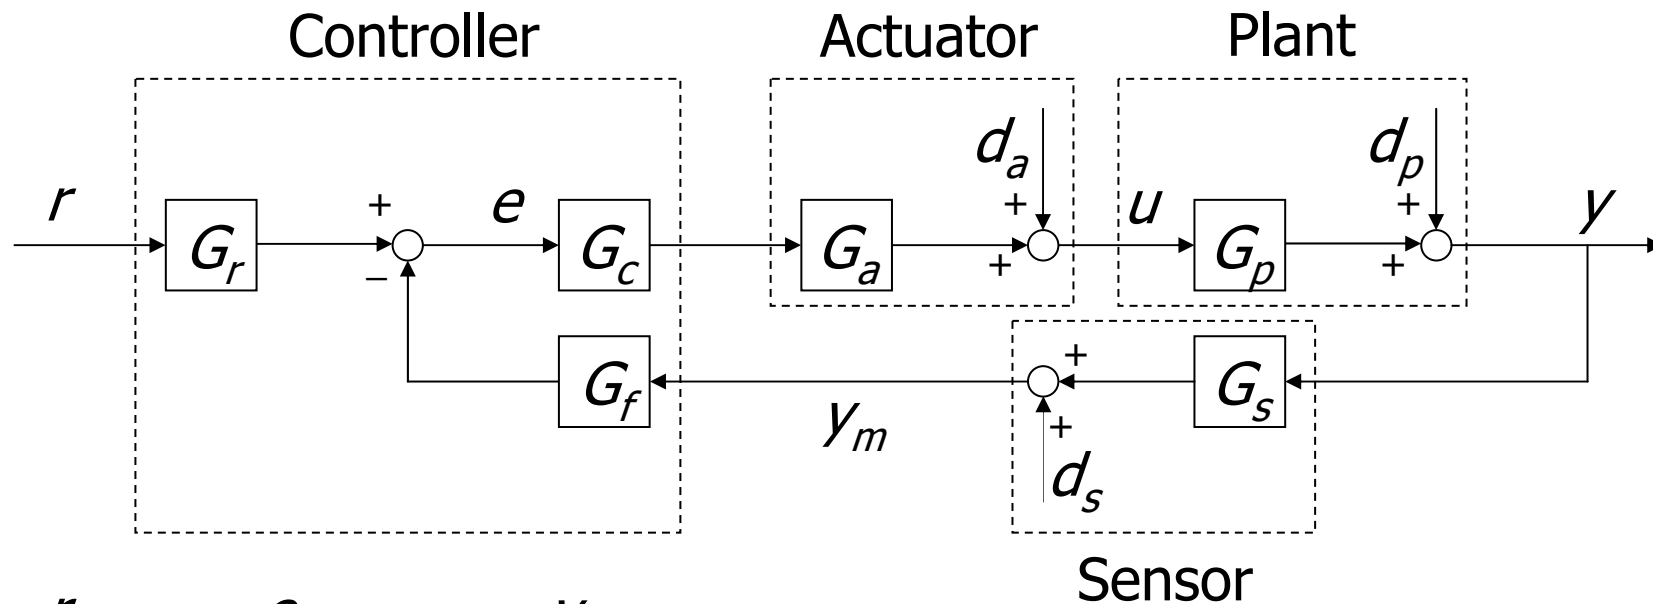 Controller Actuator Plant
d_a d_p
r + e + u + y
G_r G_c G_a G_p
− + +
+
G_f G_s
y_m +
d_s
Sensor